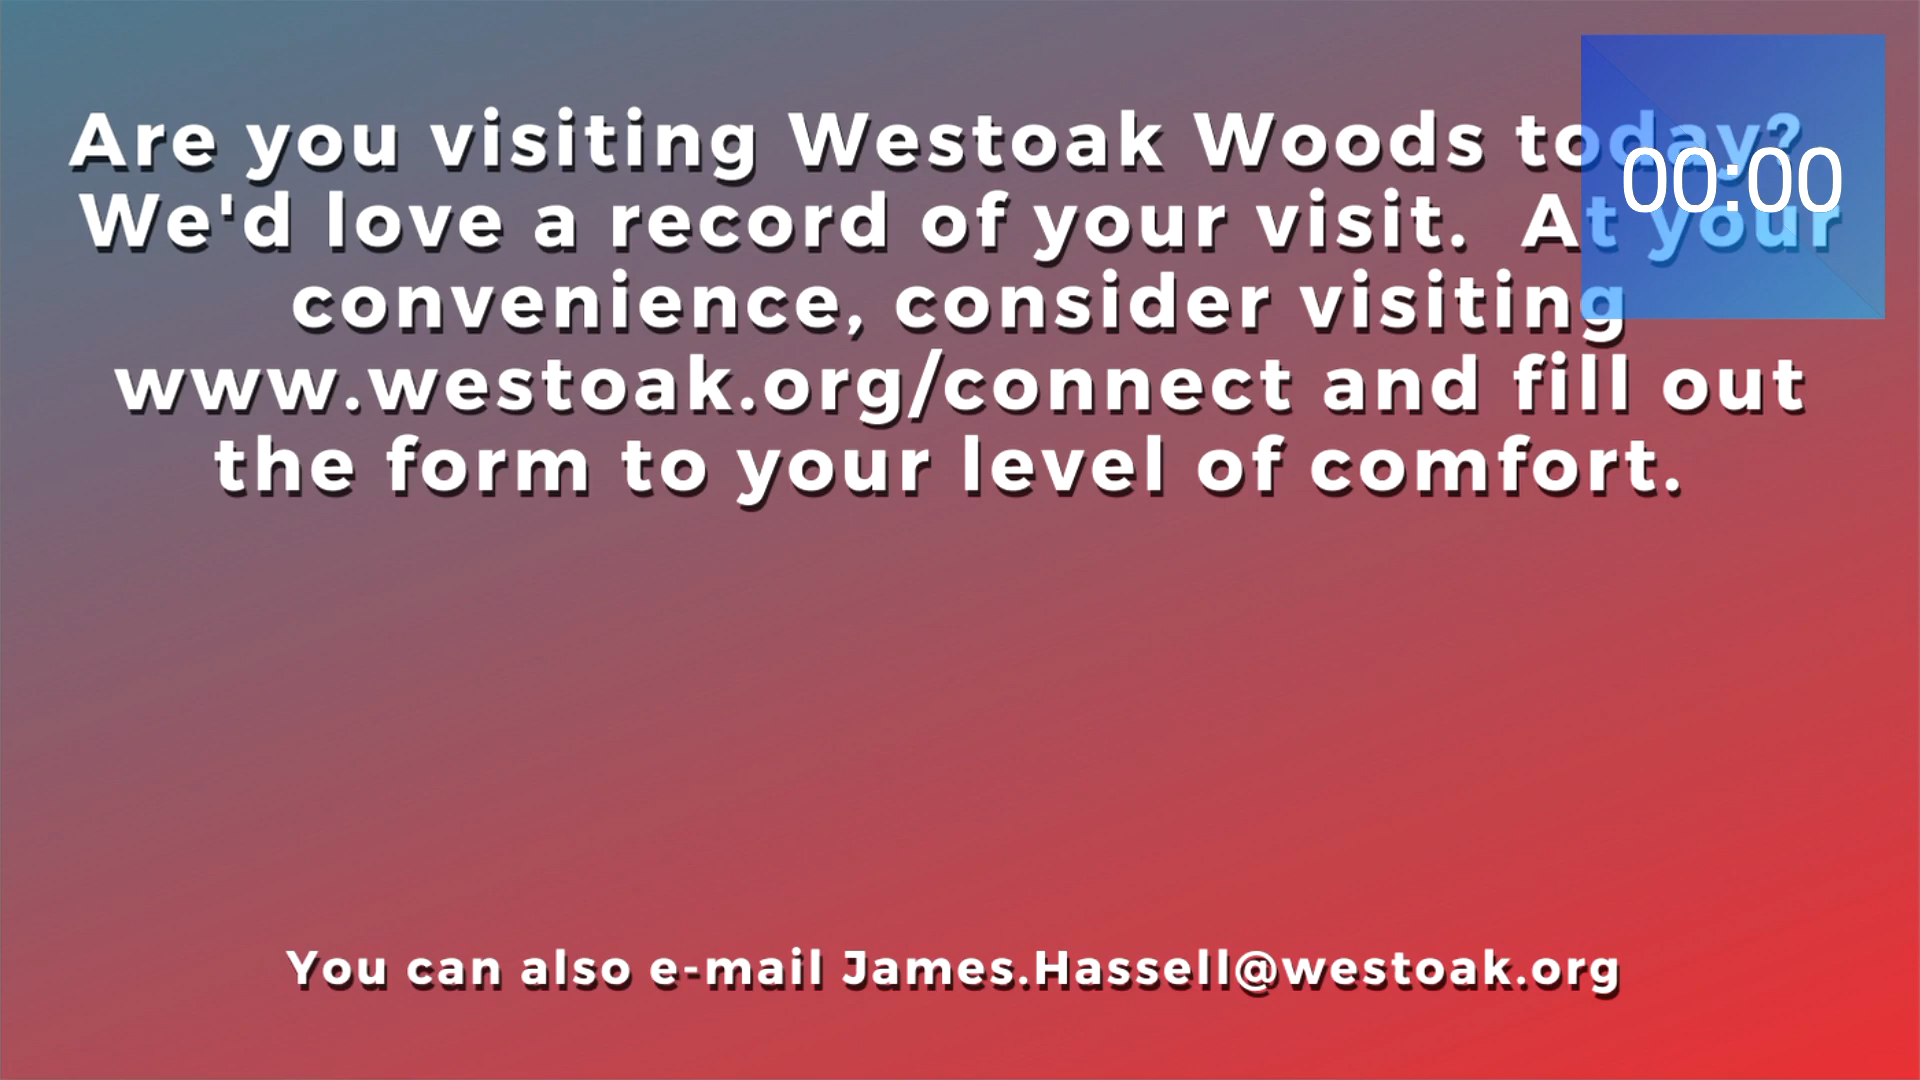 Are you visiting Westoak Woods today?
We'd love a record of your visit.  At your
convenience, consider visiting
www.westoak.org/connect and fill out
the form to your level of comfort.
00:00
You can also e-mail James.Hassell@westoak.org